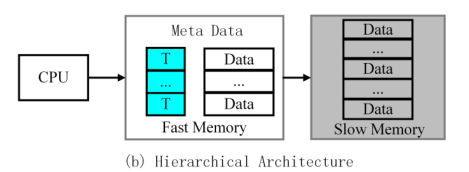 Meta Data
CPU
T
...
T
Data
...
Data
Fast Memory
Data
...
Data
...
Data
Slow Memory
(b) Hierarchical Architecture